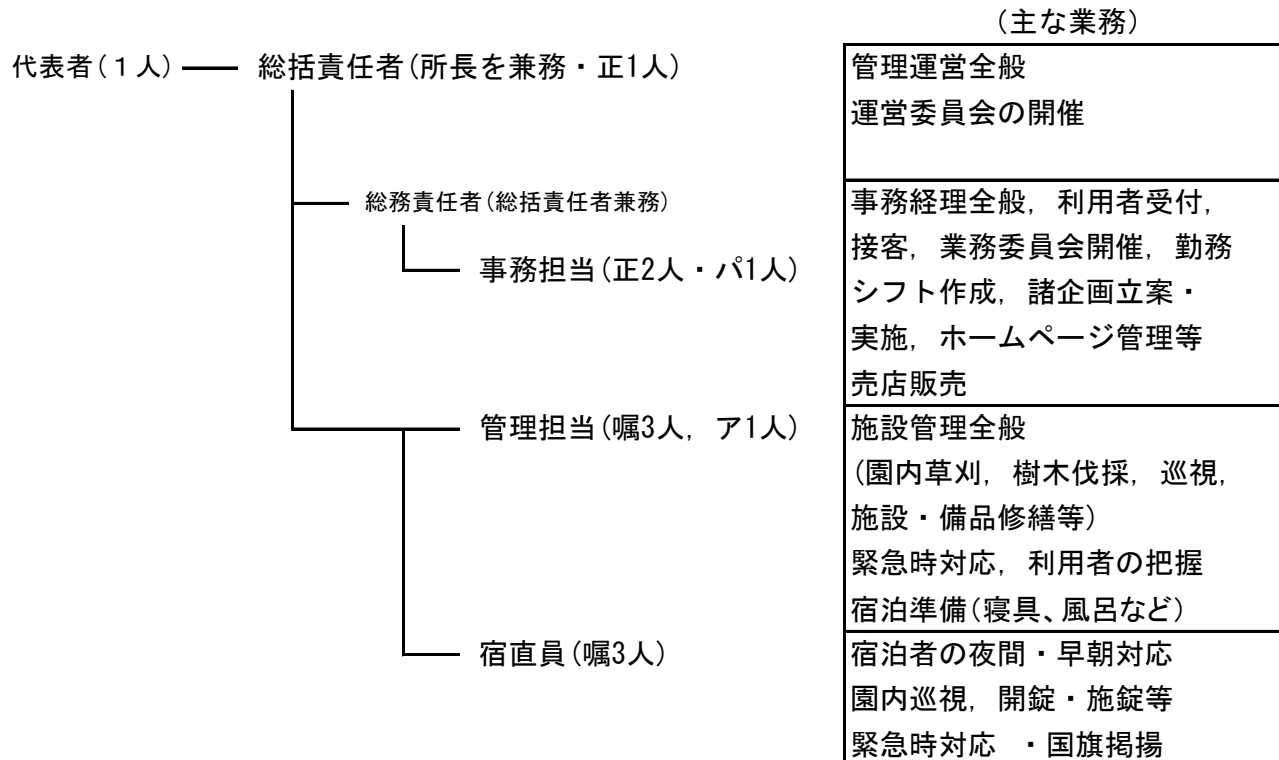 (主な業務)
代表者(1人) 総括責任者(所長を兼務・正1人)
管理運営全般
運営委員会の開催
総務責任者(総括責任者兼務)
事務担当(正2人・パ1人)
事務経理全般, 利用者受付,
接客, 業務委員会開催, 勤務
シフト作成, 諸企画立案・
実施, ホームページ管理等
売店販売
管理担当(嘱3人, ア1人)
施設管理全般
(園内草刈, 樹木伐採, 巡視,
施設・備品修繕等)
緊急時対応, 利用者の把握
宿泊準備(寝具、風呂など)
宿直員(嘱3人)
宿泊者の夜間・早朝対応
園内巡視, 開錠・施錠等
緊急時対応 ・国旗掲揚